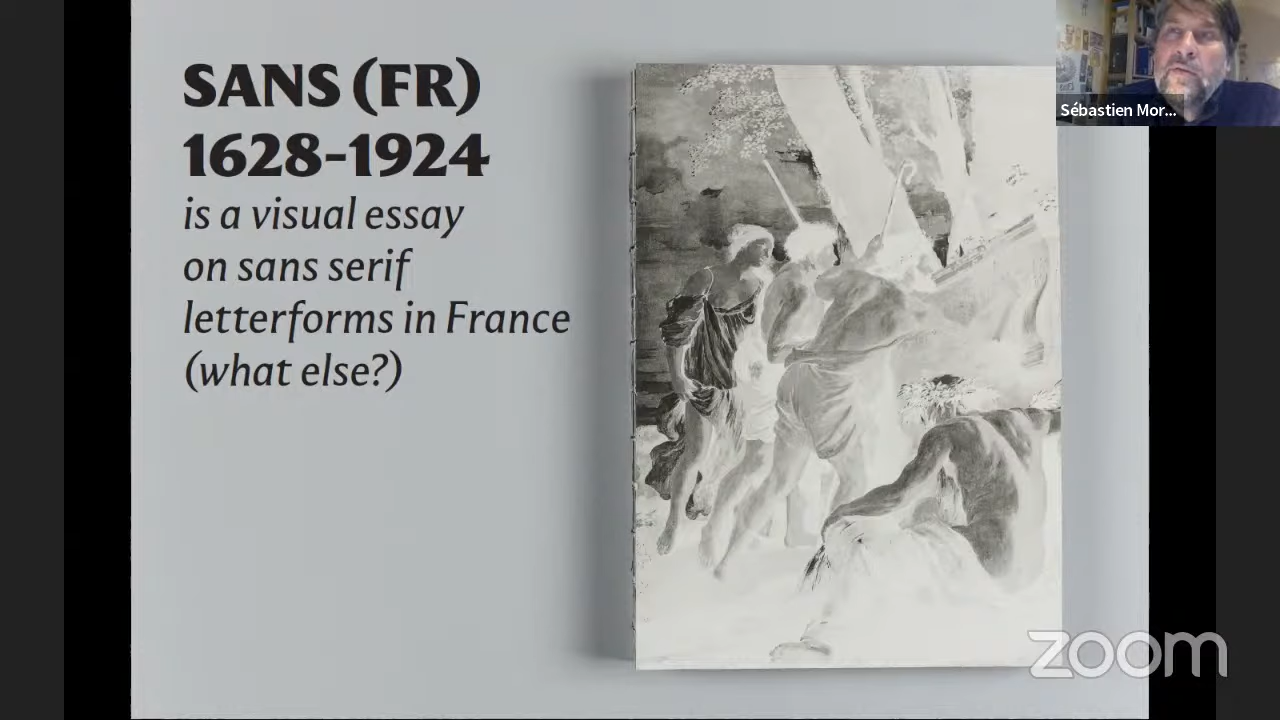 SANS (FR)
1628-1924
is a visual essay
on sans serif
letterforms in France
(what else?)
Sébastien Mor...
zoom